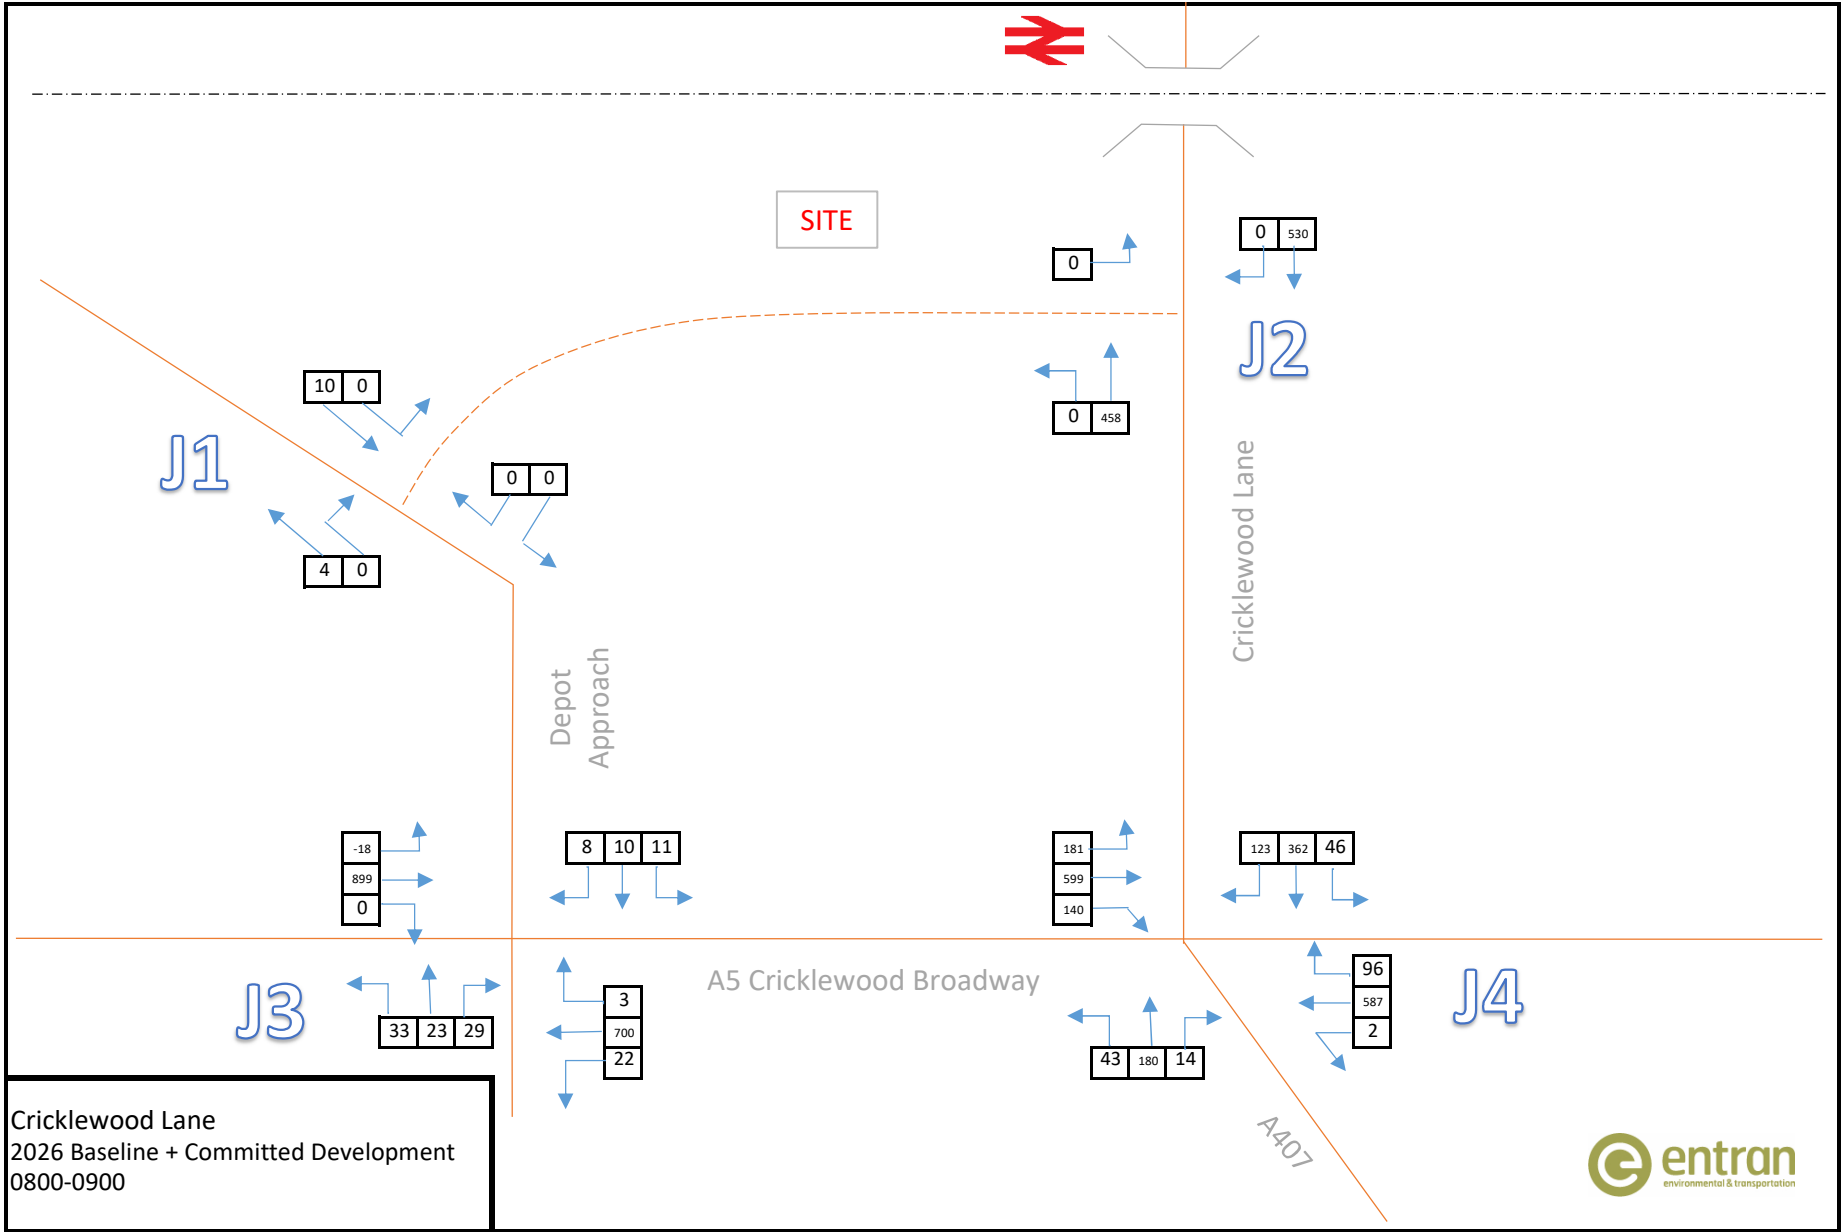 SITE
0 530
0
J2
0 458
10 0
J1
0 0
4 0
Cricklewood Lane
Depot
Approach
-18
899
0
8 10 11
181
599
140
123 362 46
A5 Cricklewood Broadway
J3
33 23 29
3
700
22
43 180 14
96
587
2
J4
A407
Cricklewood Lane
2026 Baseline + Committed Development
0800-0900
e entran
environmental & transportation